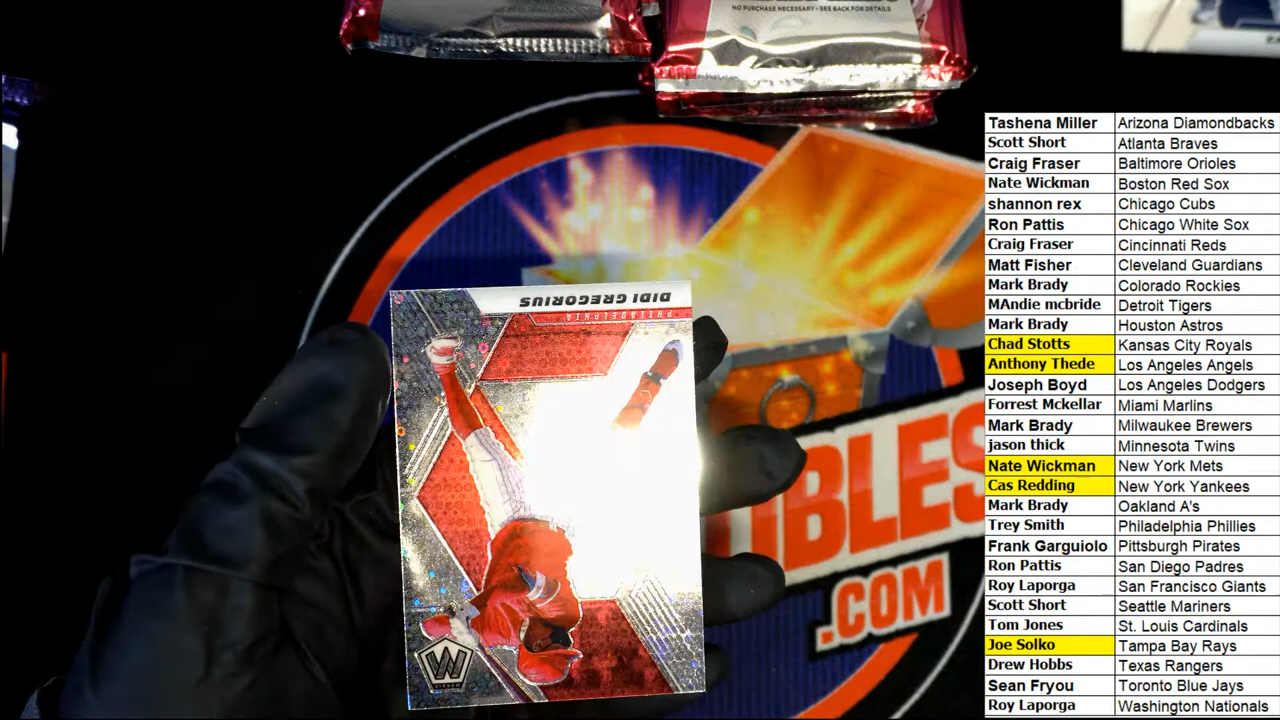 NO PURCHASE NECESSARY • SEE BACK FOR DETAILS
DIDI GREGORIUS
PHILADELPHIA
W
IBLES
.COM
Tashena Miller Arizona Diamondbacks
Scott Short Atlanta Braves
Craig Fraser Baltimore Orioles
Nate Wickman Boston Red Sox
shannon rex Chicago Cubs
Ron Pattis Chicago White Sox
Craig Fraser Cincinnati Reds
Matt Fisher Cleveland Guardians
Mark Brady Colorado Rockies
MAndie mcbride Detroit Tigers
Mark Brady Houston Astros
Chad Stotts Kansas City Royals
Anthony Thede Los Angeles Angels
Joseph Boyd Los Angeles Dodgers
Forrest Mckellar Miami Marlins
Mark Brady Milwaukee Brewers
jason thick Minnesota Twins
Nate Wickman New York Mets
Cas Redding New York Yankees
Mark Brady Oakland A's
Trey Smith Philadelphia Phillies
Frank Garguiolo Pittsburgh Pirates
Ron Pattis San Diego Padres
Roy Laporga San Francisco Giants
Scott Short Seattle Mariners
Tom Jones St. Louis Cardinals
Joe Solko Tampa Bay Rays
Drew Hobbs Texas Rangers
Sean Fryou Toronto Blue Jays
Roy Laporga Washington Nationals